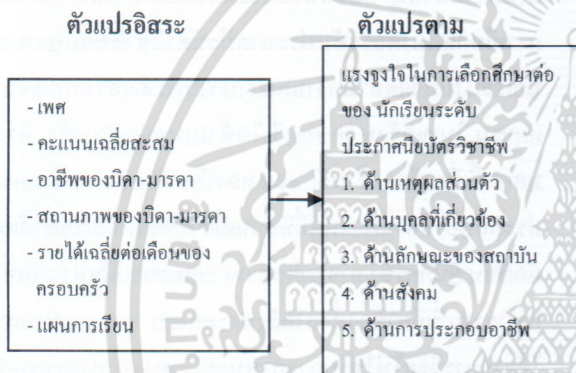 ตัวแปรอิสระ
- เพศ
- คะแนนเฉลี่ยสะสม
- อาชีพของบิดา-มารดา
- สถานภาพของบิดา-มารดา
- รายได้เฉลี่ยต่อเดือนของ
ครอบครัว
- แผนการเรียน
ตัวแปรตาม
แรงจูงใจในการเลือกศึกษาต่อ
ของ นักเรียนระดับ
ประกาศนียบัตรวิชาชีพ
1. ด้านเหตุผลส่วนตัว
2. ด้านบุคลที่เกี่ยวข้อง
3. ด้านลักษณะของสถาบัน
4. ด้านสังคม
5. ด้านการประกอบอาชีพ